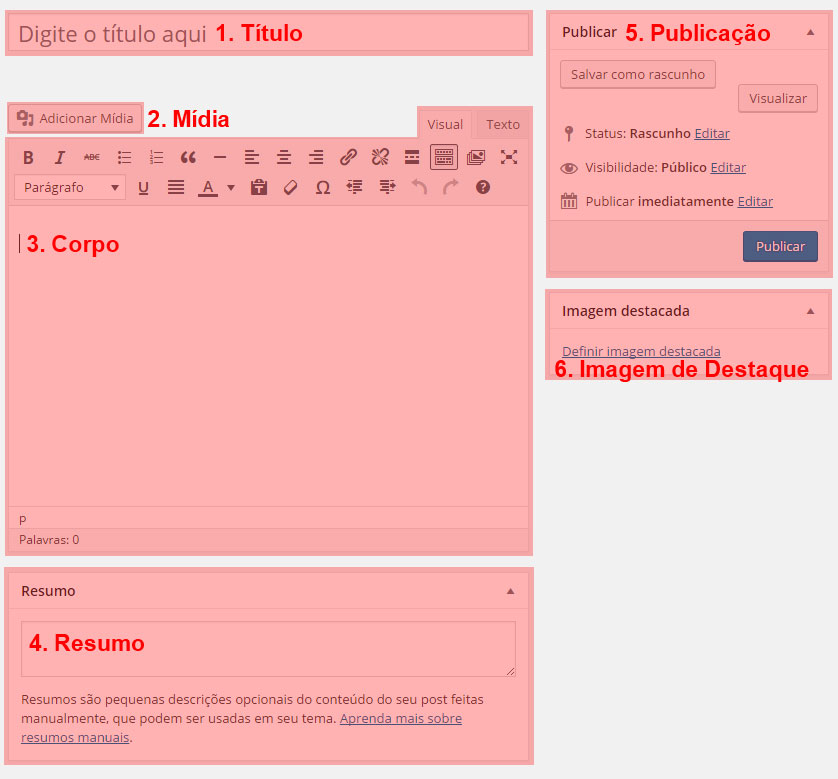 Digite o título aqui 1. Título
Adicionar Mídia 2. Mídia
Visual Texto
B I ABC
Parágrafo U A Ω ?
3. Corpo
p
Palavras: 0
Resumo
4. Resumo
Resumos são pequenas descrições opcionais do conteúdo do seu post feitas
manualmente, que podem ser usadas em seu tema. Aprenda mais sobre
resumos manuais.
Publicar 5. Publicação
Salvar como rascunho
Visualizar
Status: Rascunho Editar
Visibilidade: Público Editar
Publicar imediatamente Editar
Publicar
Imagem destacada
Definir imagem destacada
6. Imagem de Destaque